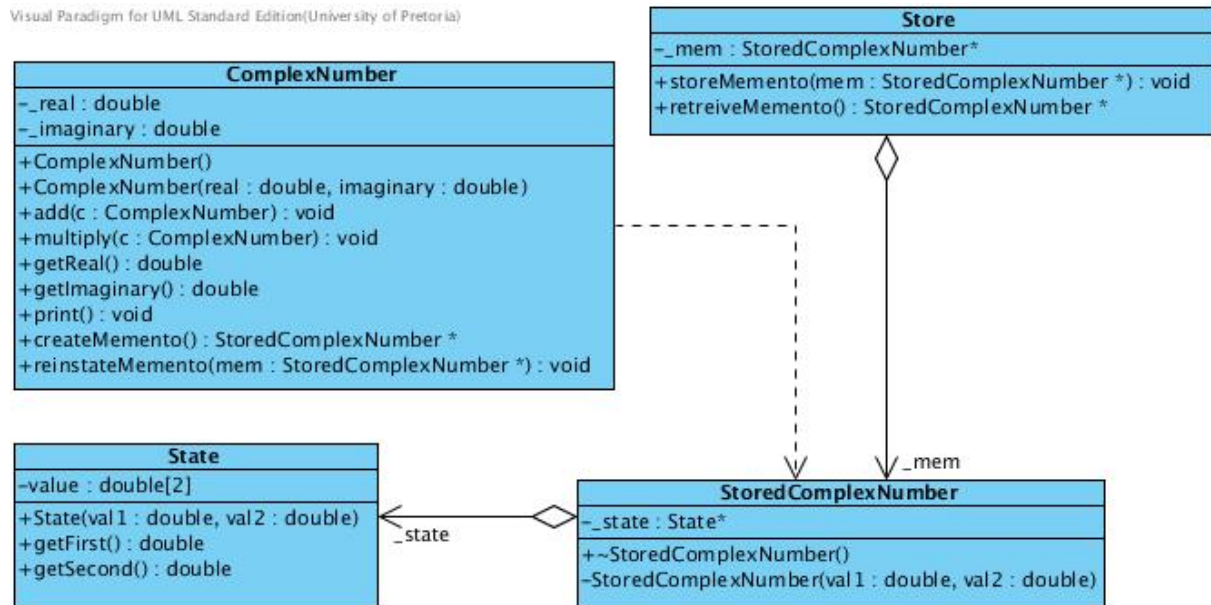 Visual Paradigm for UML Standard Edition(University of Pretoria)
Store
-_mem : StoredComplexNumber*
+storeMemento(mem : StoredComplexNumber *) : void
+retreiveMemento() : StoredComplexNumber *
ComplexNumber
-_real : double
-_imaginary : double
+ComplexNumber()
+ComplexNumber(real : double, imaginary : double)
+add(c : ComplexNumber) : void
+multiply(c : ComplexNumber) : void
+getReal() : double
+getImaginary() : double
+print() : void
+createMemento() : StoredComplexNumber *
+reinstateMemento(mem : StoredComplexNumber *) : void
_mem
State
-value : double[2]
+State(val1 : double, val2 : double)
+getFirst() : double
+getSecond() : double
_state
StoredComplexNumber
-_state : State*
+~StoredComplexNumber()
-StoredComplexNumber(val1 : double, val2 : double)